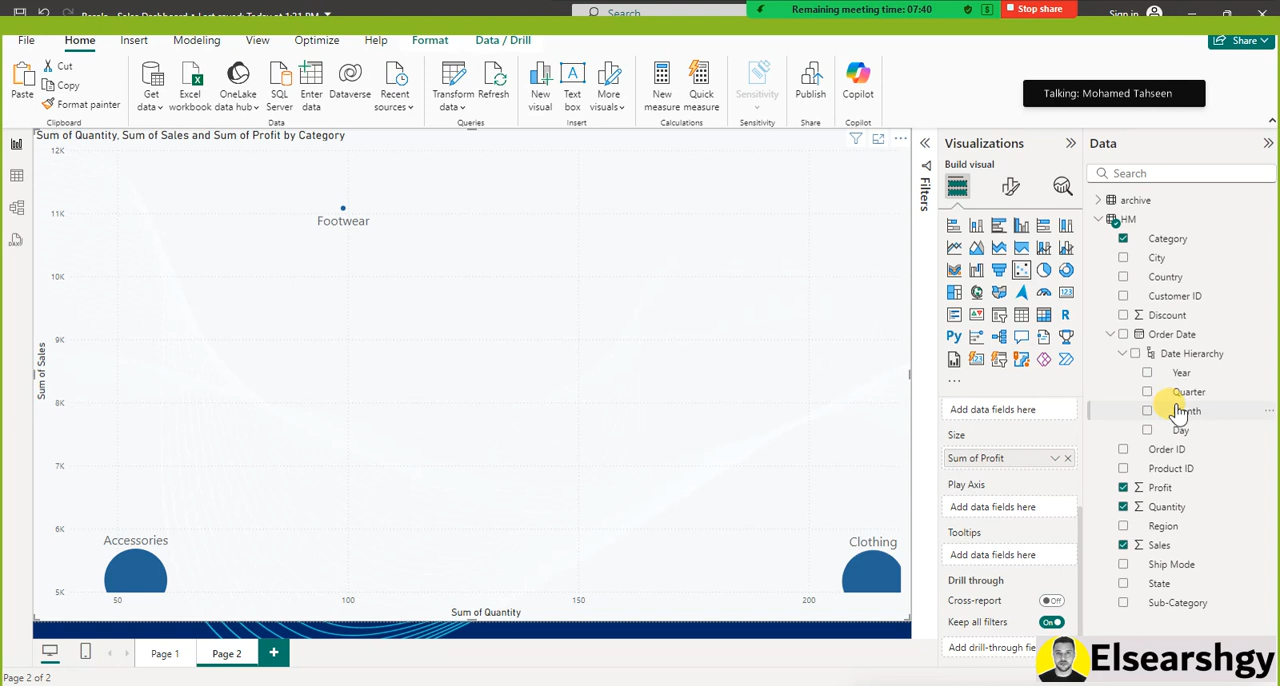 Search
Remaining meeting time: 07:40
Stop share
Sign in
File Home Insert Modeling View Optimize Help Format Data / Drill
Share
Paste
Cut
Copy
Format painter
Clipboard
Get data
Excel workbook
OneLake data hub
SQL Server
Enter data
Dataverse
Recent sources
Data
Transform data
Refresh
Queries
New visual
Text box
More visuals
Insert
New measure
Quick measure
Calculations
Sensitivity
Sensitivity
Publish
Share
Copilot
Copilot
Talking: Mohamed Tahseen
Sum of Quantity, Sum of Sales and Sum of Profit by Category
12K
11K
10K
9K
8K
7K
6K
5K
Sum of Sales
Footwear
Accessories
Clothing
50 100 150 200
Sum of Quantity
Filters
Visualizations
Build visual
123
R
Py
Add data fields here
Size
Sum of Profit
Play Axis
Add data fields here
Tooltips
Add data fields here
Drill through
Cross-report
Off
Keep all filters
On
Add drill-through fie
Data
Search
archive
HM
Category
City
Country
Customer ID
Discount
Order Date
Date Hierarchy
Year
Quarter
Month
Day
Order ID
Product ID
Profit
Quantity
Region
Sales
Ship Mode
State
Sub-Category
Page 1
Page 2
Page 2 of 2
Elsearshgy